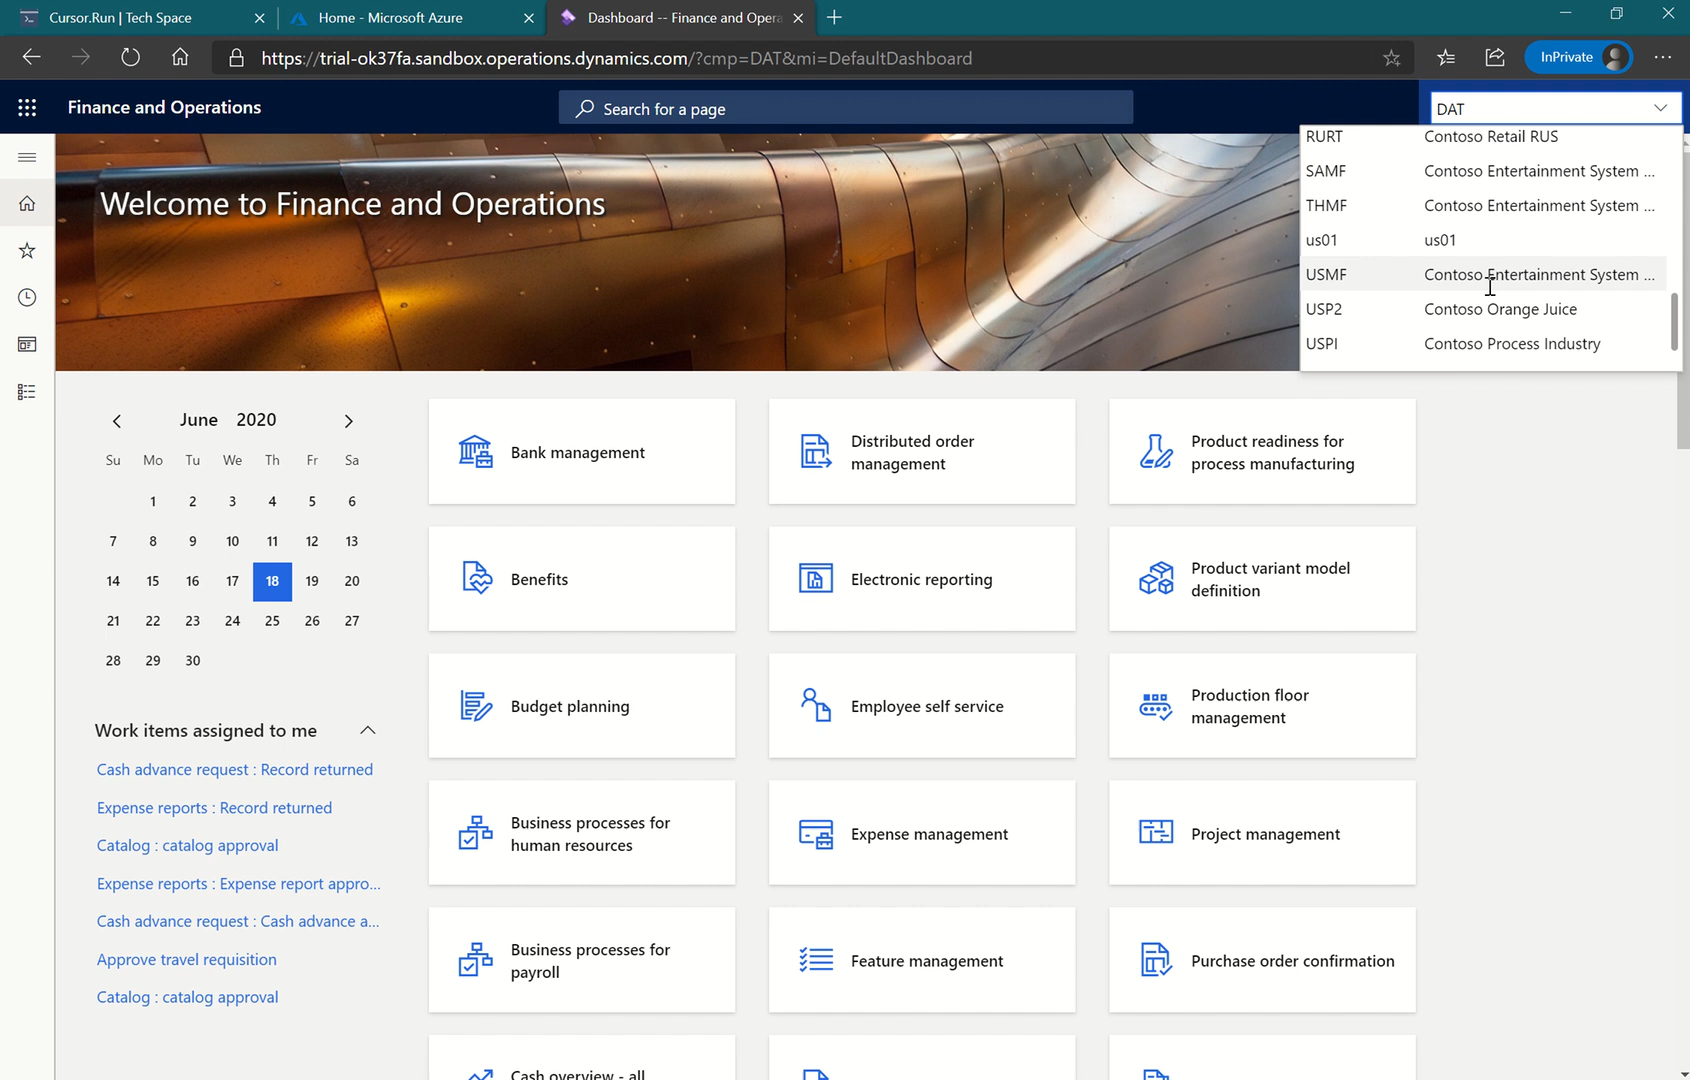 Cursor.Run | Tech Space
Home - Microsoft Azure
Dashboard -- Finance and Opera
https://trial-ok37fa.sandbox.operations.dynamics.com/?cmp=DAT&mi=DefaultDashboard
InPrivate
Finance and Operations
Search for a page
DAT
RURT Contoso Retail RUS
SAMF Contoso Entertainment System ...
THMF Contoso Entertainment System ...
us01 us01
USMF Contoso Entertainment System ...
USP2 Contoso Orange Juice
USPI Contoso Process Industry
Welcome to Finance and Operations
June 2020
Su Mo Tu We Th Fr Sa
1 2 3 4 5 6
7 8 9 10 11 12 13
14 15 16 17 18 19 20
21 22 23 24 25 26 27
28 29 30
Work items assigned to me
Cash advance request : Record returned
Expense reports : Record returned
Catalog : catalog approval
Expense reports : Expense report appro...
Cash advance request : Cash advance a...
Approve travel requisition
Catalog : catalog approval
Bank management
Distributed order
management
Product readiness for
process manufacturing
Benefits
Electronic reporting
Product variant model
definition
Budget planning
Employee self service
Production floor
management
Business processes for
human resources
Expense management
Project management
Business processes for
payroll
Feature management
Purchase order confirmation
Cash overview - all